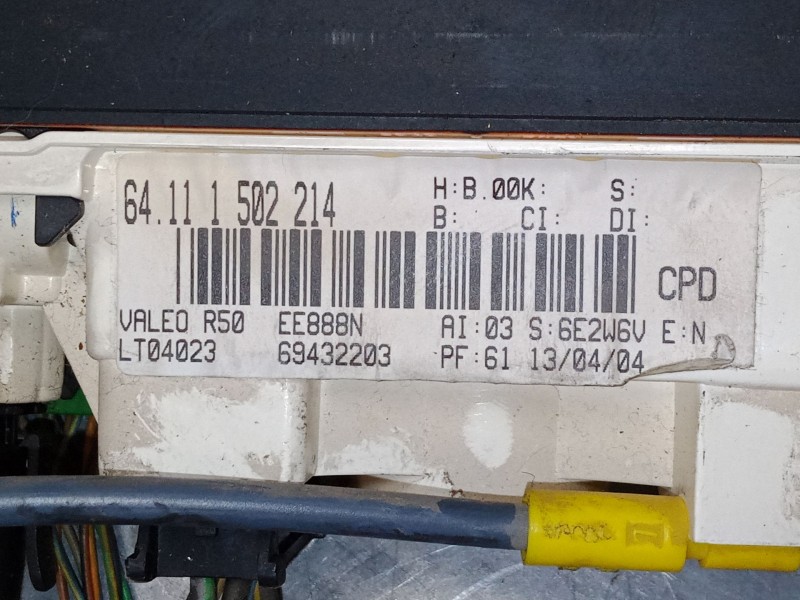 64.11 1 502 214 H:B.00K: S:
B: CI: DI:
CPD
VALEO R50 EE888N AI:03 S:6E2W6V E:N
LT04023 69432203 PF:61 13/04/04